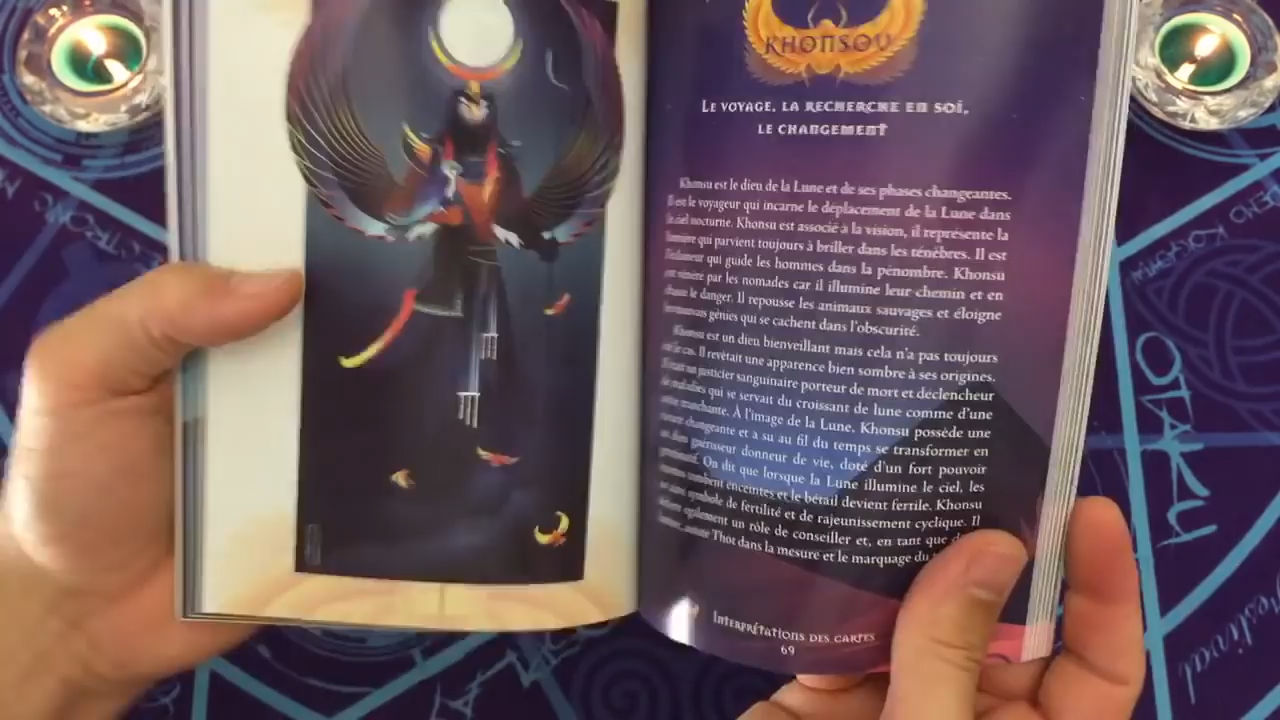 KHONSOU
Le voyage, la recherche en soi,
le changement
Khonsu est le dieu de la Lune et de ses phases changeantes.
Il est le voyageur qui incarne le déplacement de la Lune dans
le ciel nocturne. Khonsu est associé à la vision, il représente la
lumière qui parvient toujours à briller dans les ténèbres. Il est
qui guide les hommes dans la pénombre. Khonsu
est vénéré par les nomades car il illumine leur chemin et en
chasse le danger. Il repousse les animaux sauvages et éloigne
génies qui se cachent dans l'obscurité.
Khonsu est un dieu bienveillant mais cela n'a pas toujours
été le cas. Il revêtait une apparence bien sombre à ses origines.
Il était un justicier sanguinaire porteur de mort et déclencheur
de maladies qui se servait du croissant de lune comme d'une
tranchante. À l'image de la Lune, Khonsu possède une
nature changeante et a su au fil du temps se transformer en
un dieu guérisseur donneur de vie, doté d'un fort pouvoir
On dit que lorsque la Lune illumine le ciel, les
tombent enceintes et le bétail devient fertile. Khonsu
symbole de fertilité et de rajeunissement cyclique. Il
également un rôle de conseiller et, en tant que
Thot dans la mesure et le marquage du
Interprétations des cartes
69
OTAKU